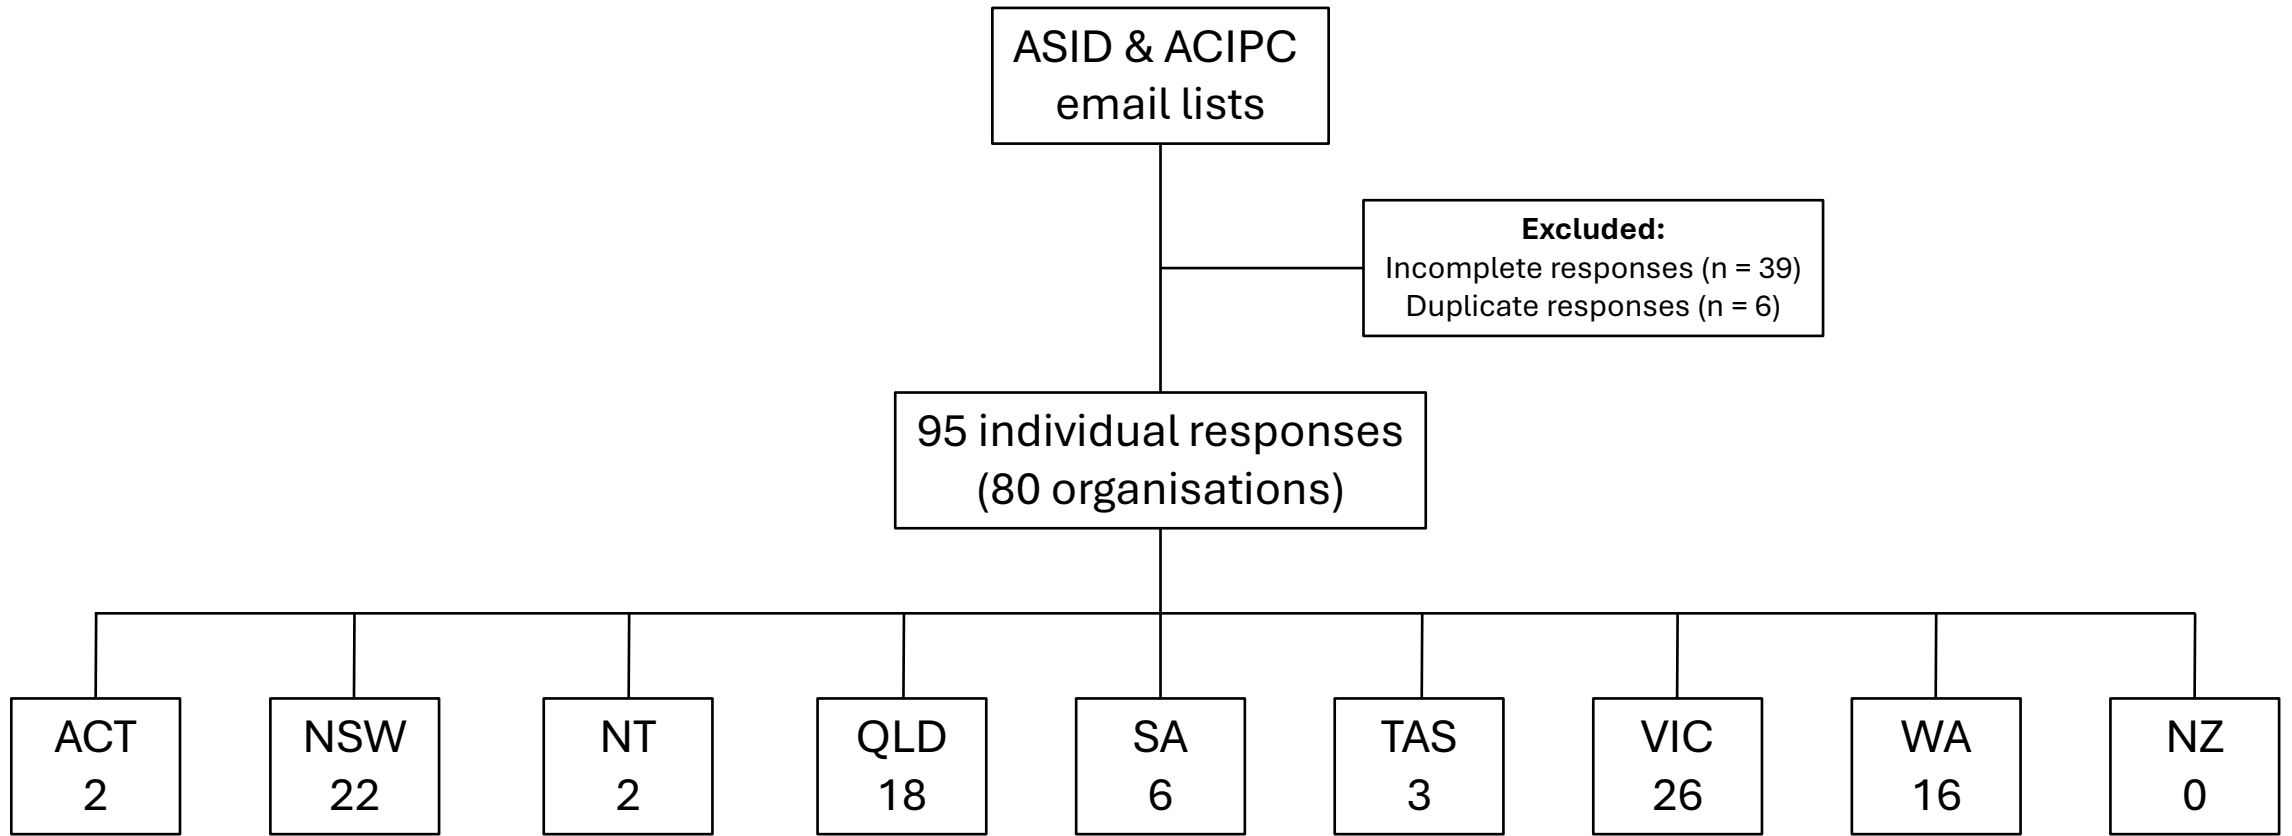 ASID & ACIPC
email lists
Excluded:
Incomplete responses (n = 39)
Duplicate responses (n = 6)
95 individual responses
(80 organisations)
ACT
2
NSW
22
NT
2
QLD
18
SA
6
TAS
3
VIC
26
WA
16
NZ
0